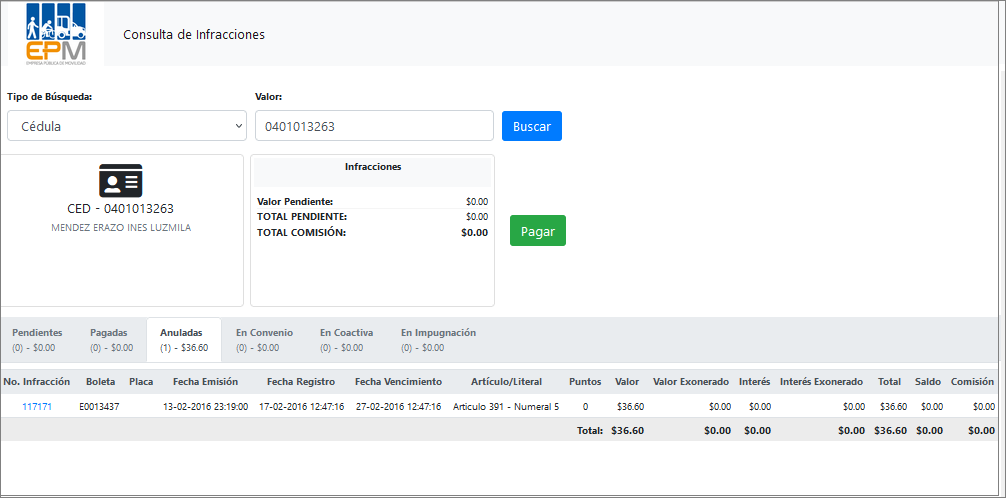 EPM
EMPRESA PÚBLICA DE MOVILIDAD
Consulta de Infracciones
Tipo de Búsqueda: Valor:
Cédula 0401013263 Buscar
Infracciones
CED - 0401013263
MENDEZ ERAZO INES LUZMILA
Valor Pendiente: $0.00
TOTAL PENDIENTE: $0.00
TOTAL COMISIÓN: $0.00
Pagar
Pendientes Pagadas Anuladas En Convenio En Coactiva En Impugnación
(0) - $0.00 (0) - $0.00 (1) - $36.60 (0) - $0.00 (0) - $0.00 (0) - $0.00
No. Infracción Boleta Placa Fecha Emisión Fecha Registro Fecha Vencimiento Artículo/Literal Puntos Valor Valor Exonerado Interés Interés Exonerado Total Saldo Comisión
117171 E0013437 13-02-2016 23:19:00 17-02-2016 12:47:16 27-02-2016 12:47:16 Articulo 391 - Numeral 5 0 $36.60 $0.00 $0.00 $0.00 $36.60 $0.00 $0.00
Total: $36.60 $0.00 $0.00 $0.00 $36.60 $0.00 $0.00